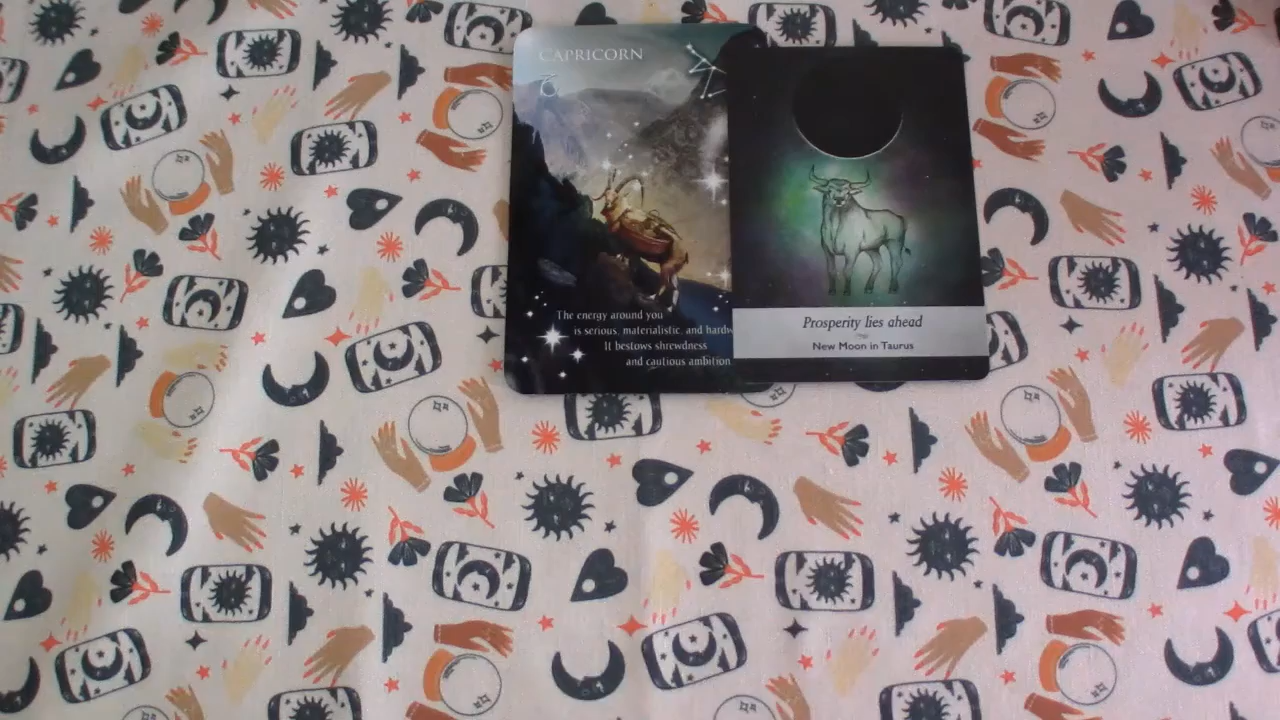 CAPRICORN
The energy around you
is serious, materialistic, and hardw
It bestows shrewdness
and cautious ambition
Prosperity lies ahead
New Moon in Taurus